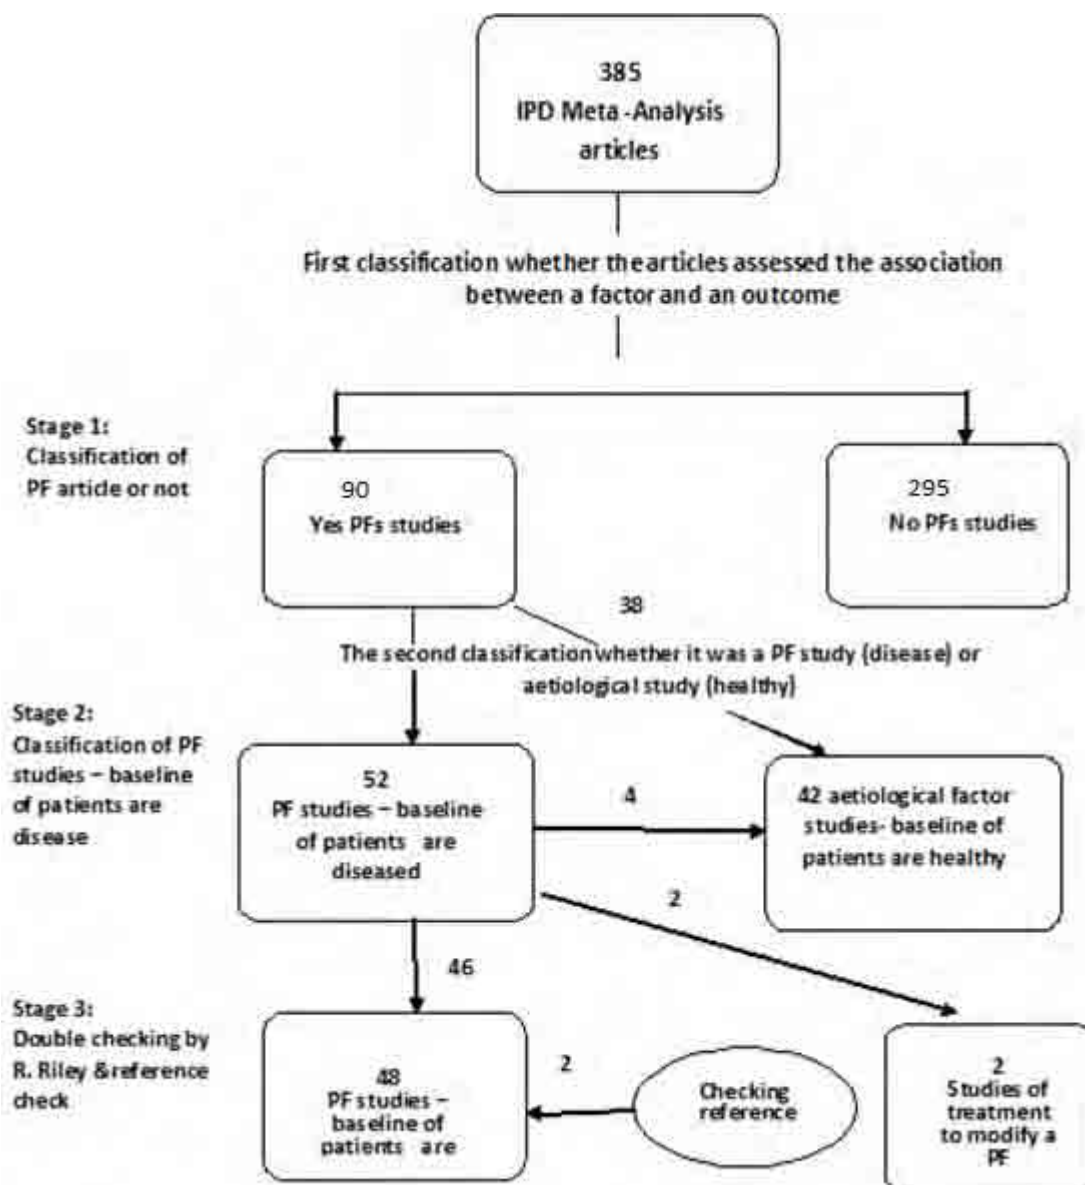 385
IPD Meta -Analysis
articles
First classification whether the articles assessed the association
between a factor and an outcome
Stage 1:
Classification of
PF article or not
90
Yes PFs studies
295
No PFs studies
38
The second classification whether it was a PF study (disease) or
aetiological study (healthy)
Stage 2:
Classification of PF
studies – baseline
of patients are
disease
52
PF studies – baseline
of patients are
diseased
4
42 aetiological factor
studies- baseline of
patients are healthy
2
46
Stage 3:
Double checking by
R. Riley & reference
check
48
PF studies –
baseline of
patients are
2
Checking
reference
2
Studies of
treatment
to modify a
PF